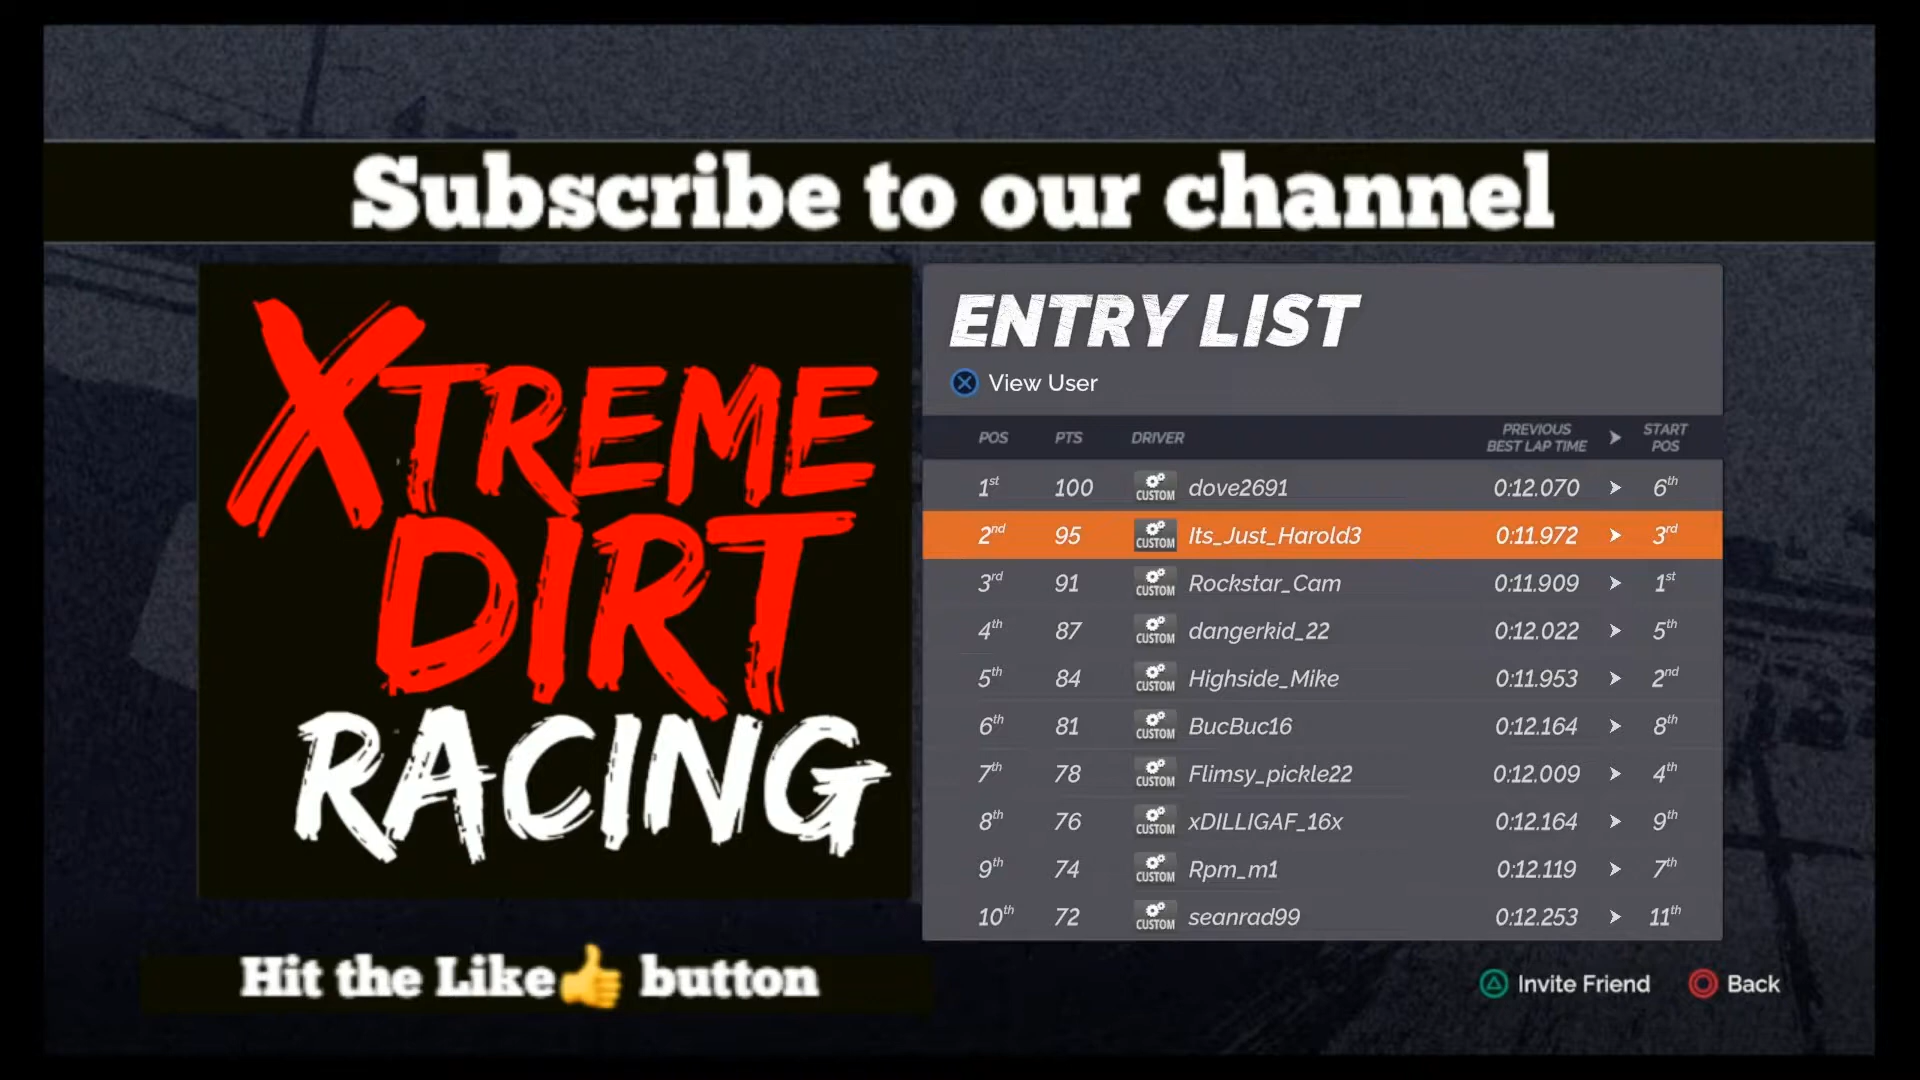 Subscribe to our channel
XTREME
DIRT
RACING
Hit the Like👍 button
ENTRY LIST
View User
POS PTS DRIVER PREVIOUS BEST LAP TIME START POS
1st 100 CUSTOM dove2691 0:12.070 6th
2nd 95 CUSTOM Its_Just_Harold3 0:11.972 3rd
3rd 91 CUSTOM Rockstar_Cam 0:11.909 1st
4th 87 CUSTOM dangerkid_22 0:12.022 5th
5th 84 CUSTOM Highside_Mike 0:11.953 2nd
6th 81 CUSTOM BucBuc16 0:12.164 8th
7th 78 CUSTOM Flimsy_pickle22 0:12.009 4th
8th 76 CUSTOM xDILLIGAF_16x 0:12.164 9th
9th 74 CUSTOM Rpm_m1 0:12.119 7th
10th 72 CUSTOM seanrad99 0:12.253 11th
Invite Friend Back